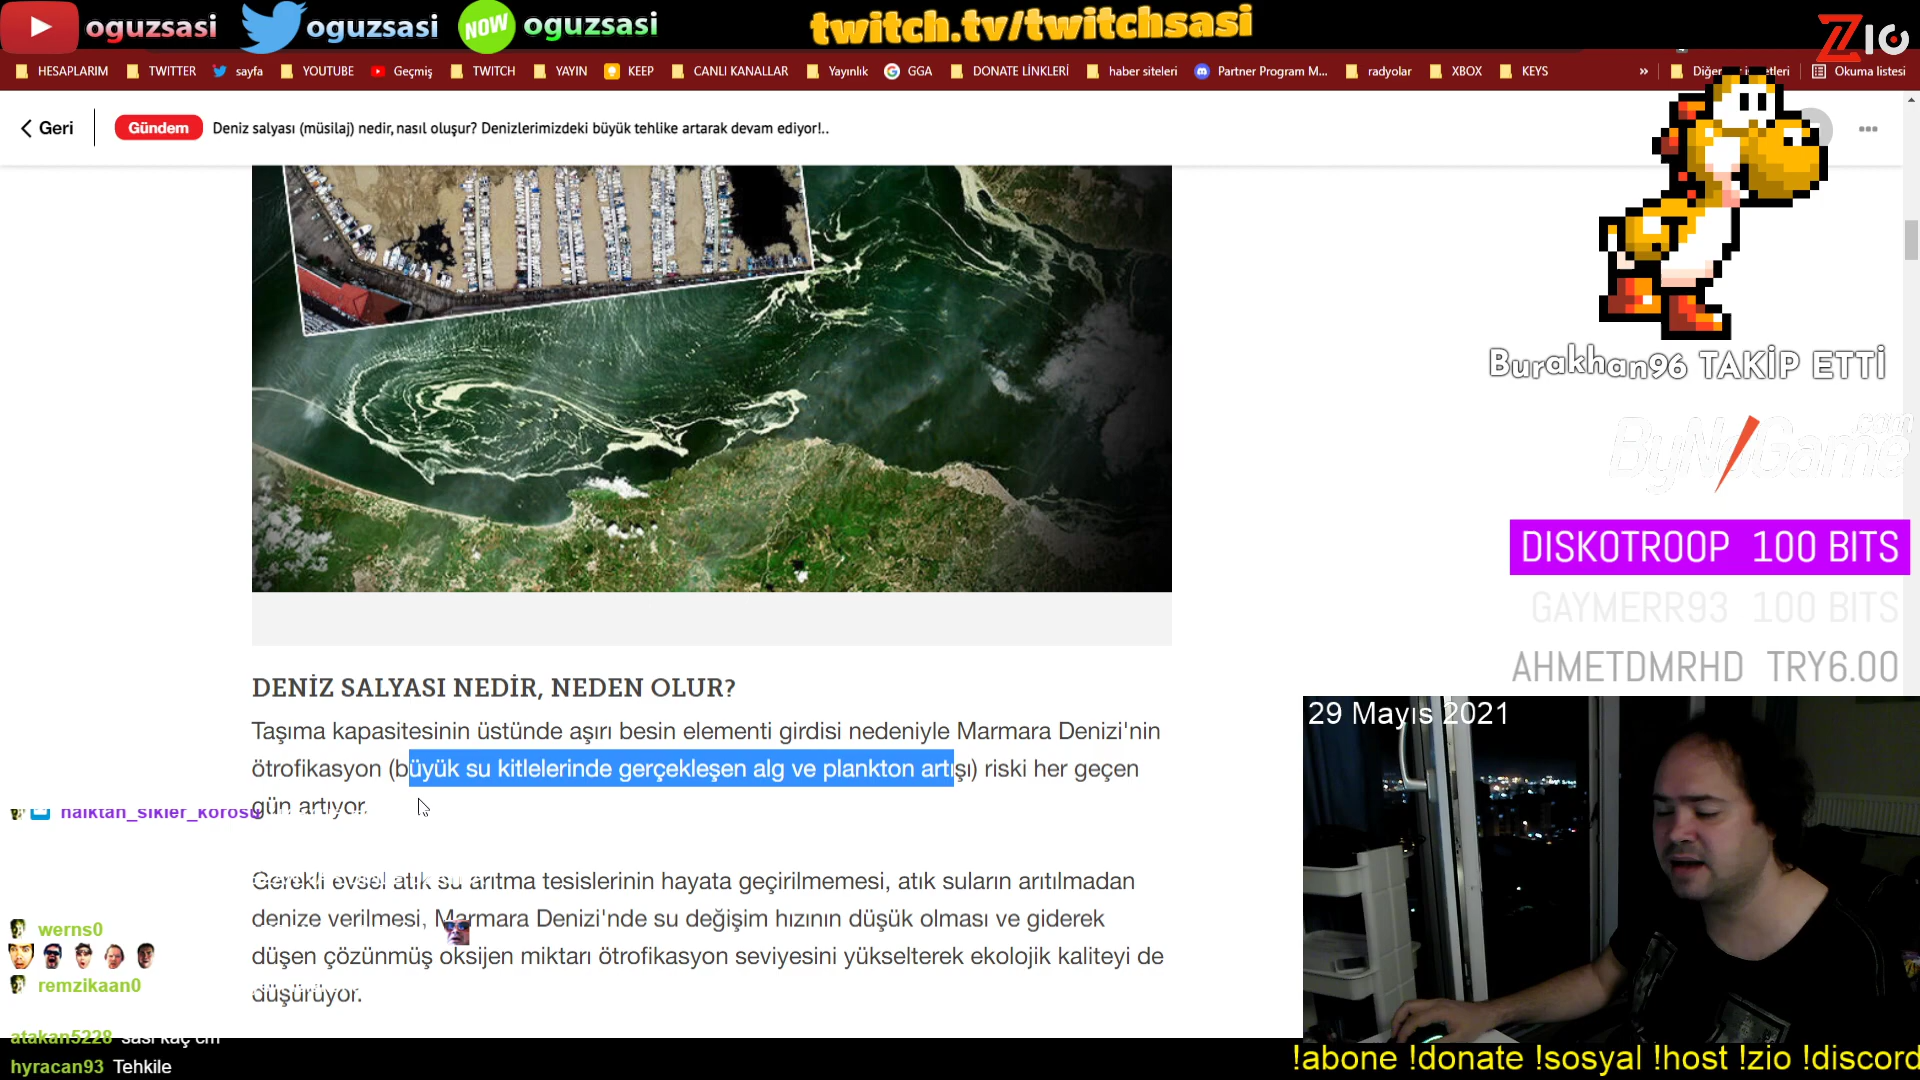 oguzsasi oguzsasi NOW oguzsasi twitch.tv/twitchsasi
HESAPLARIM TWITTER sayfa YOUTUBE Geçmiş TWITCH YAYIN KEEP CANLI KANALLAR Yayınlık GGA DONATE LİNKLERİ haber siteleri Partner Program M... radyolar XBOX KEYS » Okuma listesi
Geri Gündem Deniz salyası (müsilaj) nedir, nasıl oluşur? Denizlerimizdeki büyük tehlike artarak devam ediyor!..
Burakhan96 TAKİP ETTİ
ByNoGame.com
DISKOTROOP 100 BITS
GAYMERR93 100 BITS
AHMETDMRHD TRY6.00
DENİZ SALYASI NEDİR, NEDEN OLUR?
Taşıma kapasitesinin üstünde aşırı besin elementi girdisi nedeniyle Marmara Denizi'nin
ötrofikasyon (büyük su kitlelerinde gerçekleşen alg ve plankton artışı) riski her geçen
gün artıyor.
halktan_sikler_korosu
Gerekli evsel atık su arıtma tesislerinin hayata geçirilmemesi, atık suların arıtılmadan
denize verilmesi, Marmara Denizi'nde su değişim hızının düşük olması ve giderek
düşen çözünmüş oksijen miktarı ötrofikasyon seviyesini yükselterek ekolojik kaliteyi de
düşürüyor.
werns0
remzikaan0
atakan5228 sasi kaç cm
hyracan93 Tehkile
29 Mayıs 2021
!abone !donate !sosyal !host !zio !discord